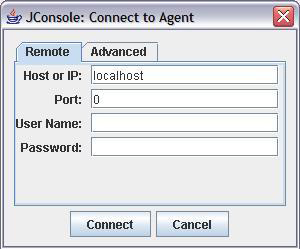 JConsole: Connect to Agent
Remote Advanced
Host or IP: localhost
Port: 0
User Name:
Password:
Connect Cancel